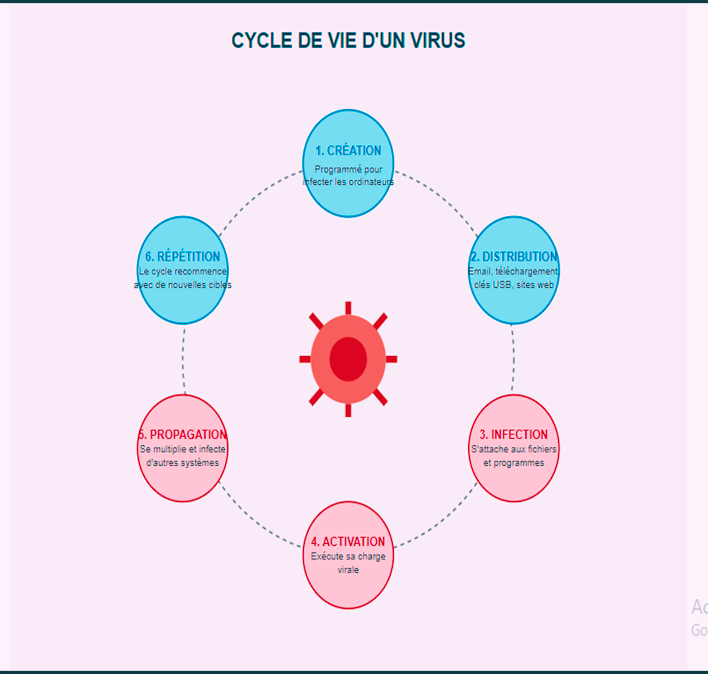 CYCLE DE VIE D'UN VIRUS
1. CRÉATION
Programmé pour
infecter les ordinateurs
2. DISTRIBUTION
Email, téléchargement,
clés USB, sites web
3. INFECTION
S'attache aux fichiers
et programmes
4. ACTIVATION
Exécute sa charge
virale
5. PROPAGATION
Se multiplie et infecte
d'autres systèmes
6. RÉPÉTITION
Le cycle recommence
avec de nouvelles cibles